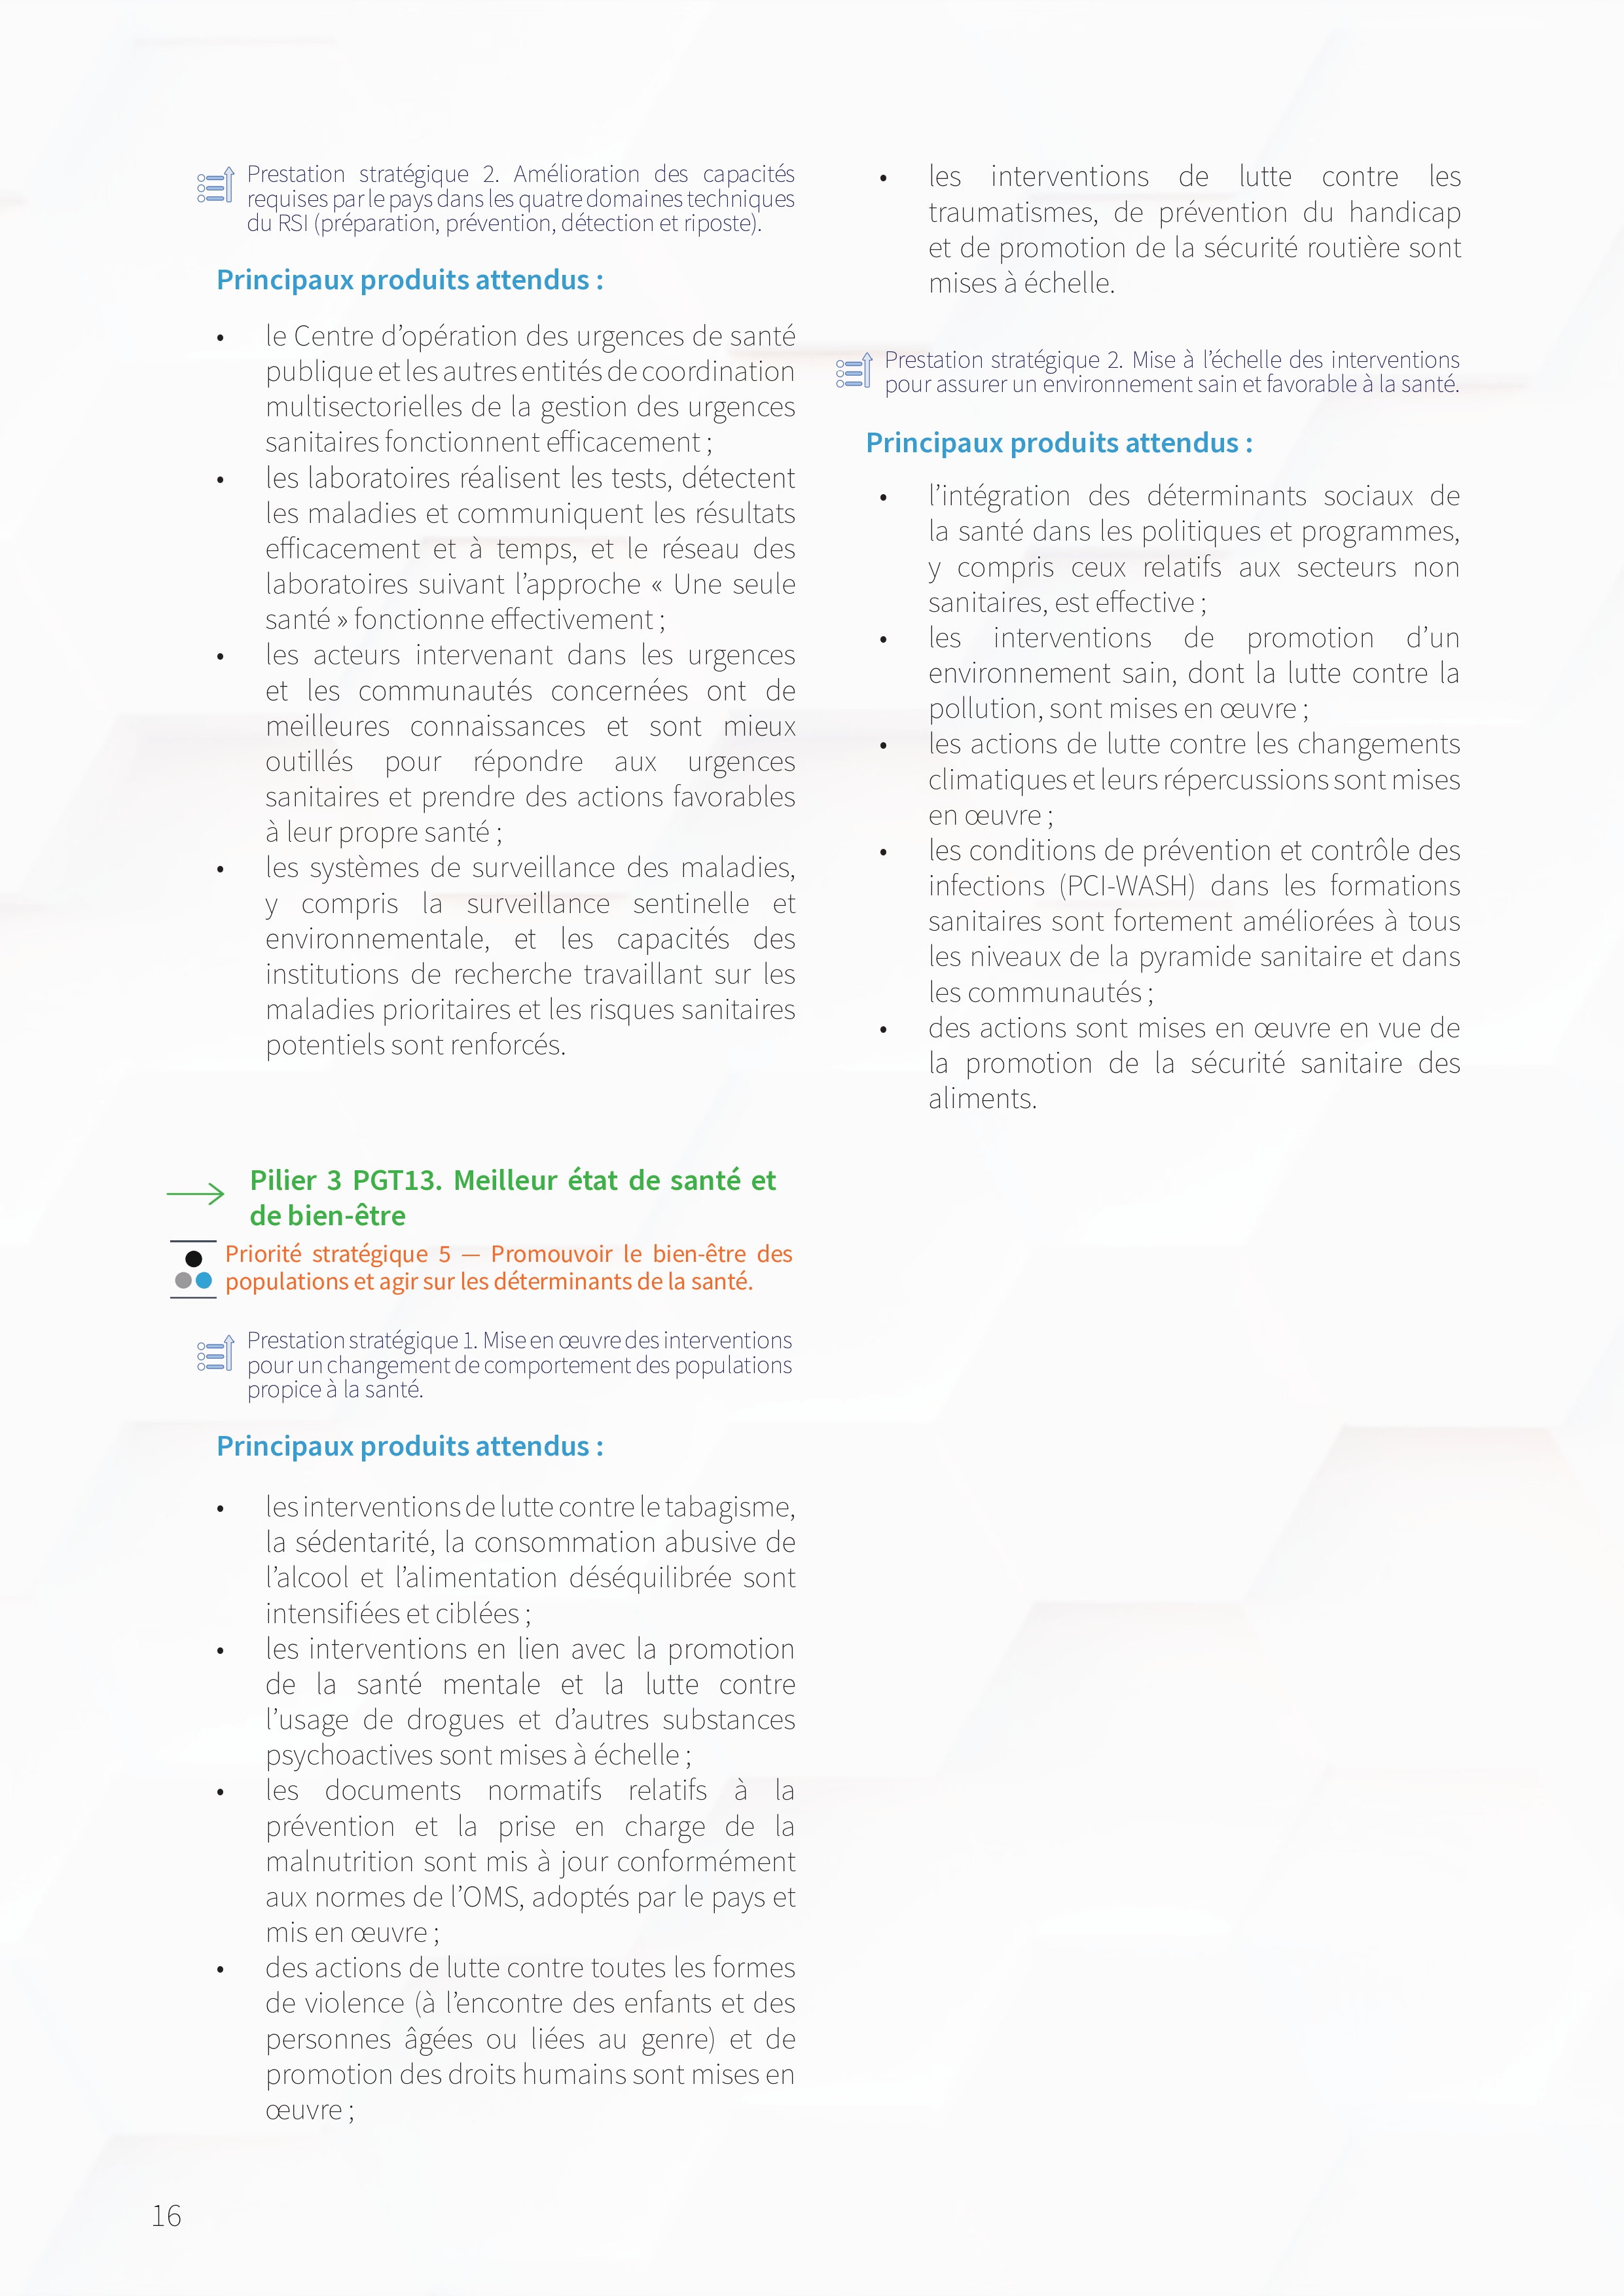 Prestation stratégique 2. Amélioration des capacités
requises par le pays dans les quatre domaines techniques
du RSI (préparation, prévention, détection et riposte).
Principaux produits attendus :
• le Centre d’opération des urgences de santé
publique et les autres entités de coordination
multisectorielles de la gestion des urgences
sanitaires fonctionnent efficacement ;
• les laboratoires réalisent les tests, détectent
les maladies et communiquent les résultats
efficacement et à temps, et le réseau des
laboratoires suivant l’approche « Une seule
santé » fonctionne effectivement ;
• les acteurs intervenant dans les urgences
et les communautés concernées ont de
meilleures connaissances et sont mieux
outillés pour répondre aux urgences
sanitaires et prendre des actions favorables
à leur propre santé ;
• les systèmes de surveillance des maladies,
y compris la surveillance sentinelle et
environnementale, et les capacités des
institutions de recherche travaillant sur les
maladies prioritaires et les risques sanitaires
potentiels sont renforcés.
Pilier 3 PGT13. Meilleur état de santé et
de bien-être
Priorité stratégique 5 — Promouvoir le bien-être des
populations et agir sur les déterminants de la santé.
Prestation stratégique 1. Mise en œuvre des interventions
pour un changement de comportement des populations
propice à la santé.
Principaux produits attendus :
• les interventions de lutte contre le tabagisme,
la sédentarité, la consommation abusive de
l’alcool et l’alimentation déséquilibrée sont
intensifiées et ciblées ;
• les interventions en lien avec la promotion
de la santé mentale et la lutte contre
l’usage de drogues et d’autres substances
psychoactives sont mises à échelle ;
• les documents normatifs relatifs à la
prévention et la prise en charge de la
malnutrition sont mis à jour conformément
aux normes de l’OMS, adoptés par le pays et
mis en œuvre ;
• des actions de lutte contre toutes les formes
de violence (à l’encontre des enfants et des
personnes âgées ou liées au genre) et de
promotion des droits humains sont mises en
œuvre ;
• les interventions de lutte contre les
traumatismes, de prévention du handicap
et de promotion de la sécurité routière sont
mises à échelle.
Prestation stratégique 2. Mise à l’échelle des interventions
pour assurer un environnement sain et favorable à la santé.
Principaux produits attendus :
• l’intégration des déterminants sociaux de
la santé dans les politiques et programmes,
y compris ceux relatifs aux secteurs non
sanitaires, est effective ;
• les interventions de promotion d’un
environnement sain, dont la lutte contre la
pollution, sont mises en œuvre ;
• les actions de lutte contre les changements
climatiques et leurs répercussions sont mises
en œuvre ;
• les conditions de prévention et contrôle des
infections (PCI-WASH) dans les formations
sanitaires sont fortement améliorées à tous
les niveaux de la pyramide sanitaire et dans
les communautés ;
• des actions sont mises en œuvre en vue de
la promotion de la sécurité sanitaire des
aliments.
16